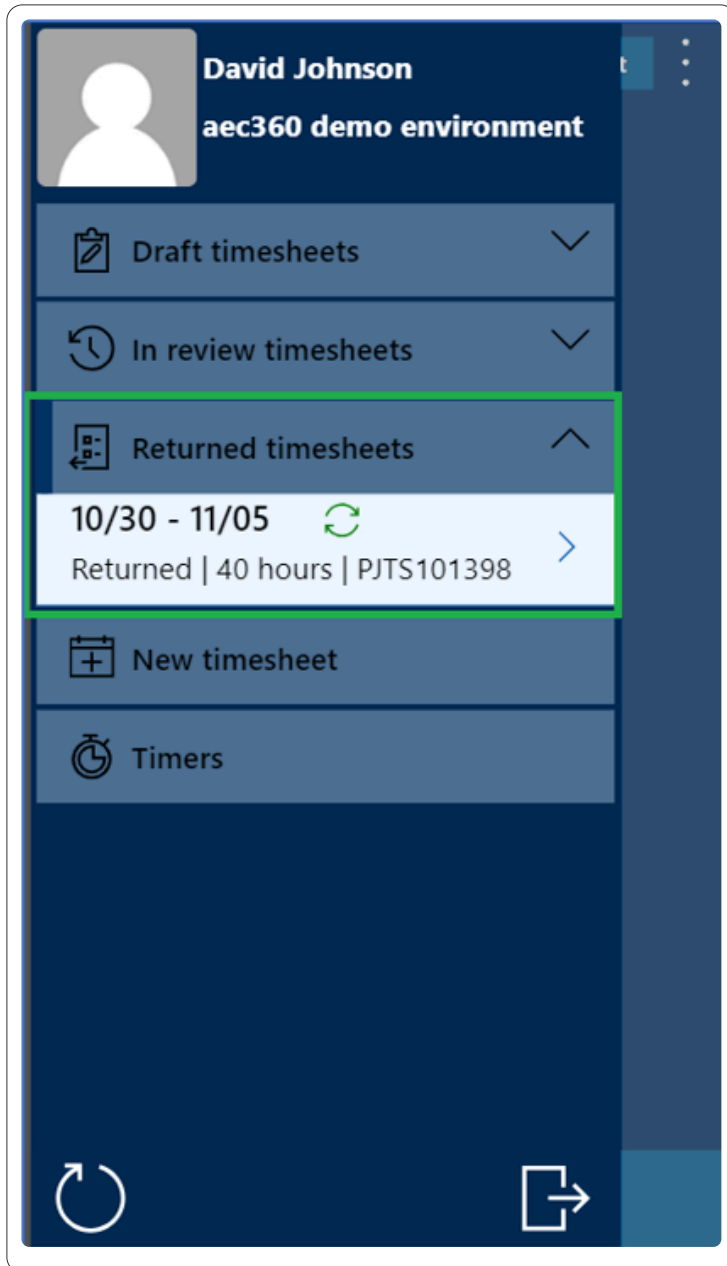 David Johnson
t
aec360 demo environment
Draft timesheets
In review timesheets
Returned timesheets
10/30 - 11/05
Returned | 40 hours | PJTS101398
New timesheet
Timers